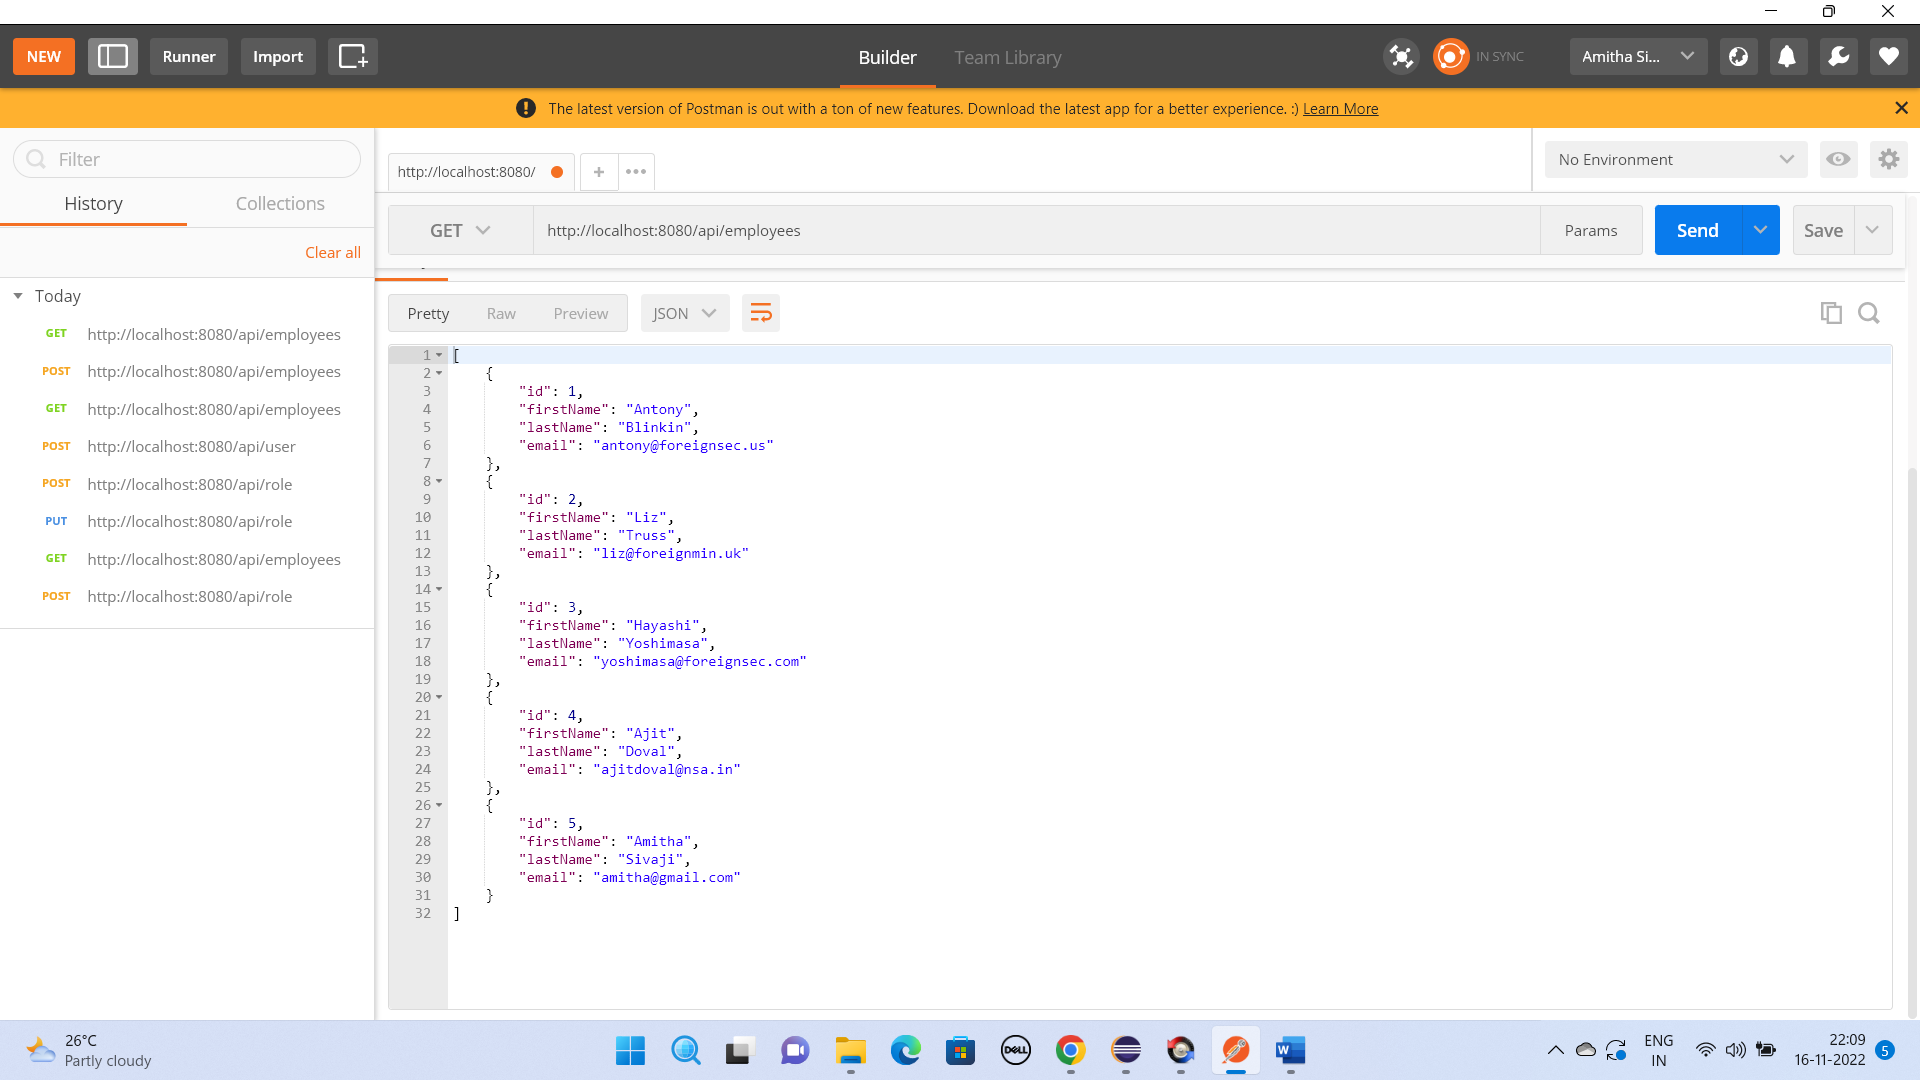 NEW
Runner
Import
Builder
Team Library
IN SYNC
Amitha Si...
The latest version of Postman is out with a ton of new features. Download the latest app for a better experience. :) Learn More
Filter
History
Collections
Clear all
Today
GET http://localhost:8080/api/employees
POST http://localhost:8080/api/employees
GET http://localhost:8080/api/employees
POST http://localhost:8080/api/user
POST http://localhost:8080/api/role
PUT http://localhost:8080/api/role
GET http://localhost:8080/api/employees
POST http://localhost:8080/api/role
http://localhost:8080/
+
No Environment
GET
http://localhost:8080/api/employees
Params
Send
Save
Pretty
Raw
Preview
JSON
1 [
2 {
3 "id": 1,
4 "firstName": "Antony",
5 "lastName": "Blinkin",
6 "email": "antony@foreignsec.us"
7 },
8 {
9 "id": 2,
10 "firstName": "Liz",
11 "lastName": "Truss",
12 "email": "liz@foreignmin.uk"
13 },
14 {
15 "id": 3,
16 "firstName": "Hayashi",
17 "lastName": "Yoshimasa",
18 "email": "yoshimasa@foreignsec.com"
19 },
20 {
21 "id": 4,
22 "firstName": "Ajit",
23 "lastName": "Doval",
24 "email": "ajitdoval@nsa.in"
25 },
26 {
27 "id": 5,
28 "firstName": "Amitha",
29 "lastName": "Sivaji",
30 "email": "amitha@gmail.com"
31 }
32 ]
26°C
Partly cloudy
DELL
W
ENG
IN
22:09
16-11-2022
5